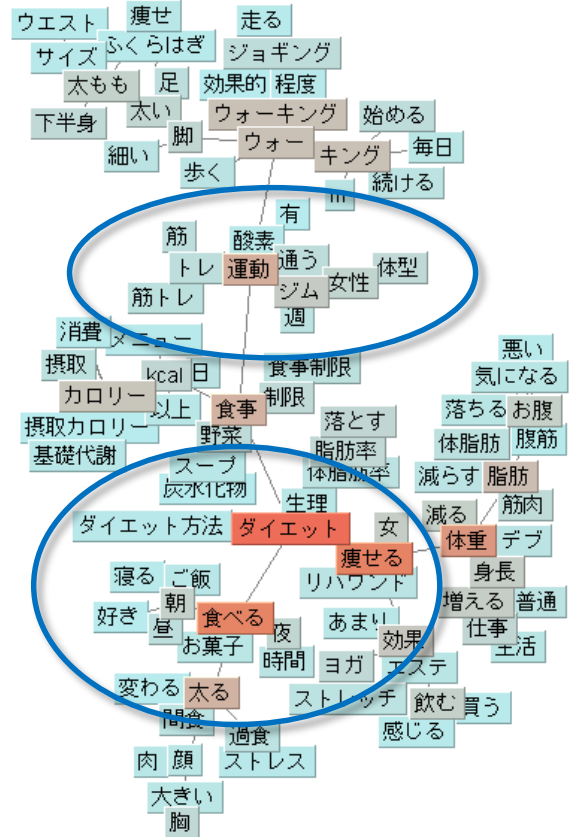 ウエスト
痩せ
走る
サイズ
ふくらはぎ
ジョギング
太もも
足
効果的
程度
下半身
太い
ウォーキング
始める
脚
ウォー
キング
毎日
細い
歩く
m
続ける
有
筋
酸素
トレ
運動
通う
体型
筋トレ
ジム
女性
週
消費
メニュー
悪い
摂取
kcal
日
食事制限
気になる
カロリー
以上
食事
制限
落ちる
お腹
摂取カロリー
野菜
落とす
体脂肪
腹筋
基礎代謝
スープ
脂肪率
体脂肪率
減らす
脂肪
炭水化物
生理
筋肉
ダイエット方法
ダイエット
女
減る
痩せる
体重
デブ
寝る
ご飯
リバウンド
身長
好き
朝
食べる
あまり
増える
普通
昼
お菓子
夜
効果
仕事
時間
ヨガ
エステ
生活
変わる
太る
ストレッチ
飲む
買う
間食
過食
感じる
肉
顔
ストレス
大きい
胸